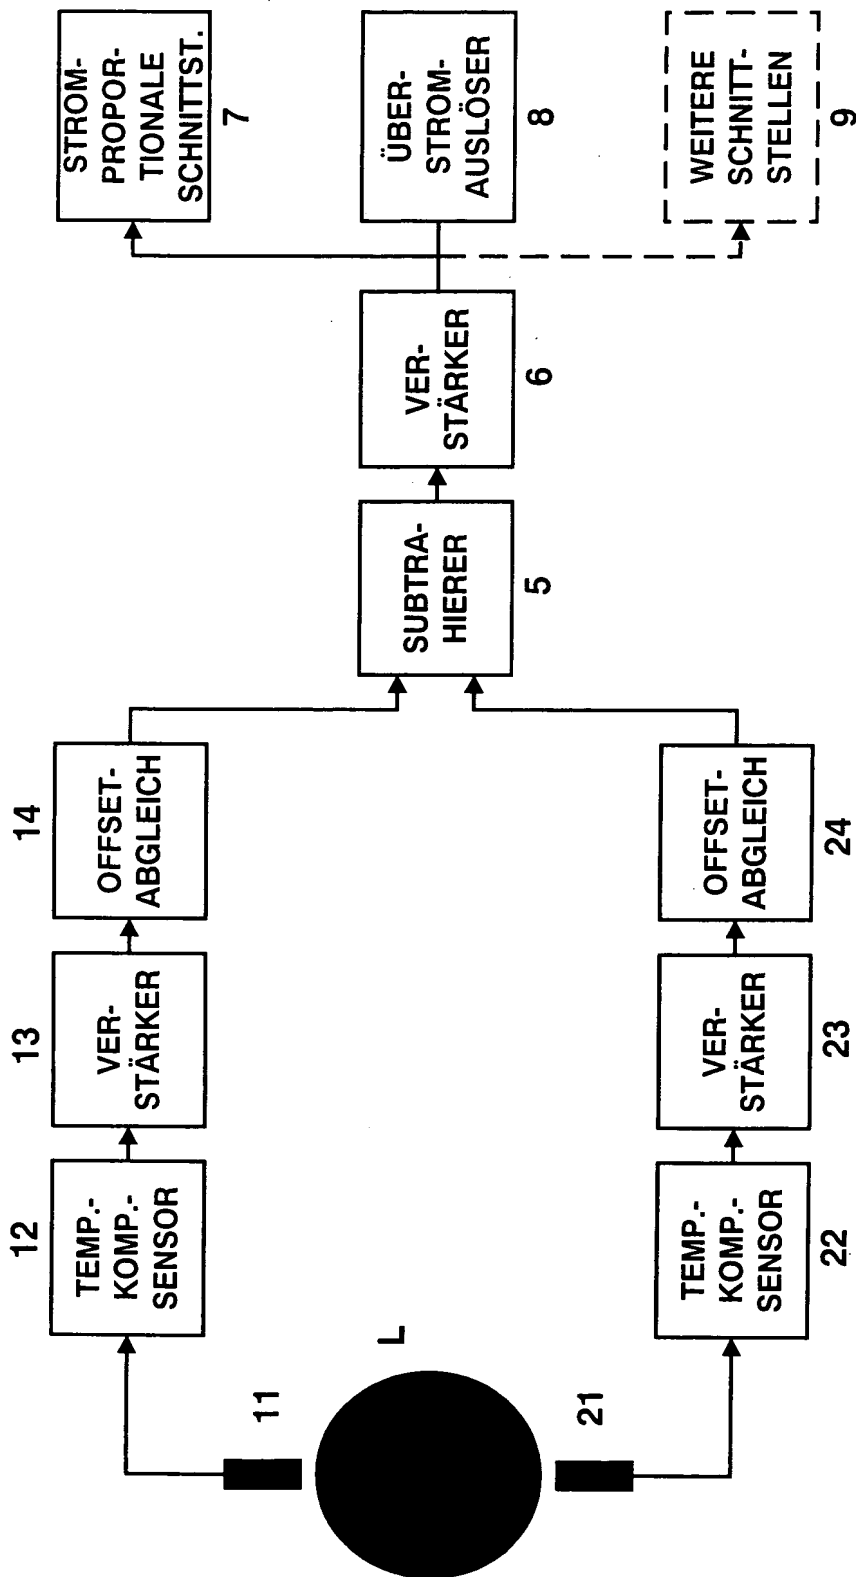 12
TEMP.-
KOMP.-
SENSOR
13
VER-
STÄRKER
14
OFFSET-
ABGLEICH
11
L
21
TEMP.-
KOMP.-
SENSOR
22
VER-
STÄRKER
23
OFFSET-
ABGLEICH
24
SUBTRA-
HIERER
5
VER-
STÄRKER
6
STROM-
PROPOR-
TIONALE
SCHNITTST.
7
ÜBER-
STROM-
AUSLÖSER
8
WEITERE
SCHNITT-
STELLEN
9